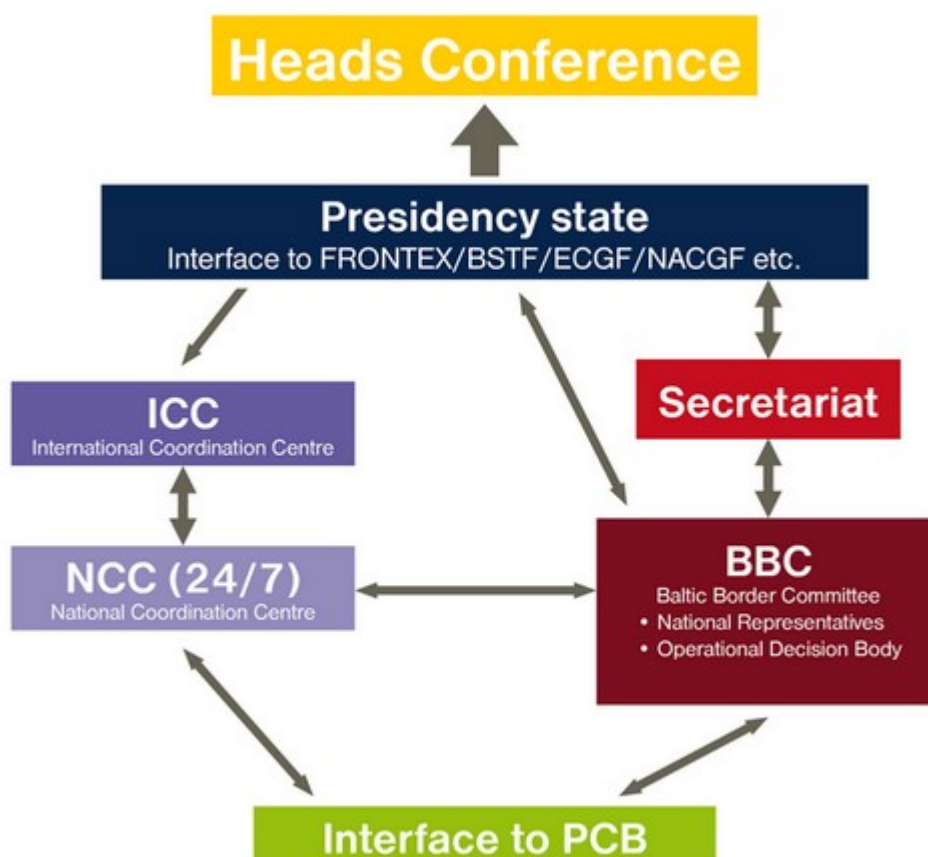 Heads Conference
Presidency state
Interface to FRONTEX/BSTF/ECGF/NACGF etc.
ICC
International Coordination Centre
Secretariat
NCC (24/7)
National Coordination Centre
BBC
Baltic Border Committee
• National Representatives
• Operational Decision Body
Interface to PCB